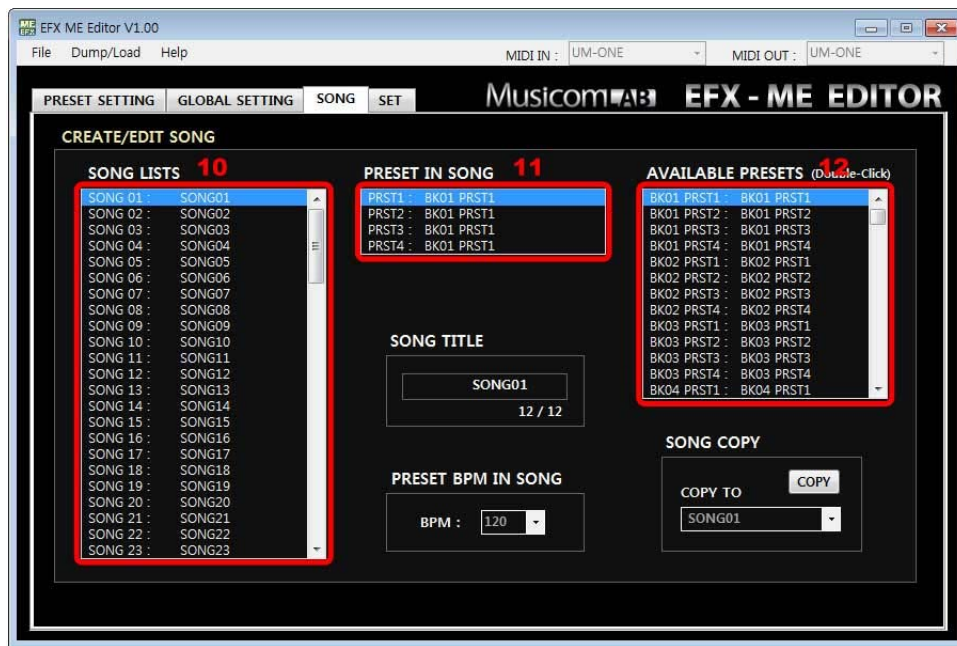 EFX ME Editor V1.00
File Dump/Load Help MIDI IN : UM-ONE MIDI OUT : UM-ONE
PRESET SETTING GLOBAL SETTING SONG SET MusicomLAB EFX - ME EDITOR
CREATE/EDIT SONG
SONG LISTS 10
SONG 01 : SONG01
SONG 02 : SONG02
SONG 03 : SONG03
SONG 04 : SONG04
SONG 05 : SONG05
SONG 06 : SONG06
SONG 07 : SONG07
SONG 08 : SONG08
SONG 09 : SONG09
SONG 10 : SONG10
SONG 11 : SONG11
SONG 12 : SONG12
SONG 13 : SONG13
SONG 14 : SONG14
SONG 15 : SONG15
SONG 16 : SONG16
SONG 17 : SONG17
SONG 18 : SONG18
SONG 19 : SONG19
SONG 20 : SONG20
SONG 21 : SONG21
SONG 22 : SONG22
SONG 23 : SONG23
PRESET IN SONG 11
PRST1 : BK01 PRST1
PRST2 : BK01 PRST1
PRST3 : BK01 PRST1
PRST4 : BK01 PRST1
SONG TITLE
SONG01
12 / 12
PRESET BPM IN SONG
BPM : 120
AVAILABLE PRESETS (Double-Click) 12
BK01 PRST1 : BK01 PRST1
BK01 PRST2 : BK01 PRST2
BK01 PRST3 : BK01 PRST3
BK01 PRST4 : BK01 PRST4
BK02 PRST1 : BK02 PRST1
BK02 PRST2 : BK02 PRST2
BK02 PRST3 : BK02 PRST3
BK02 PRST4 : BK02 PRST4
BK03 PRST1 : BK03 PRST1
BK03 PRST2 : BK03 PRST2
BK03 PRST3 : BK03 PRST3
BK03 PRST4 : BK03 PRST4
BK04 PRST1 : BK04 PRST1
SONG COPY
COPY TO COPY
SONG01